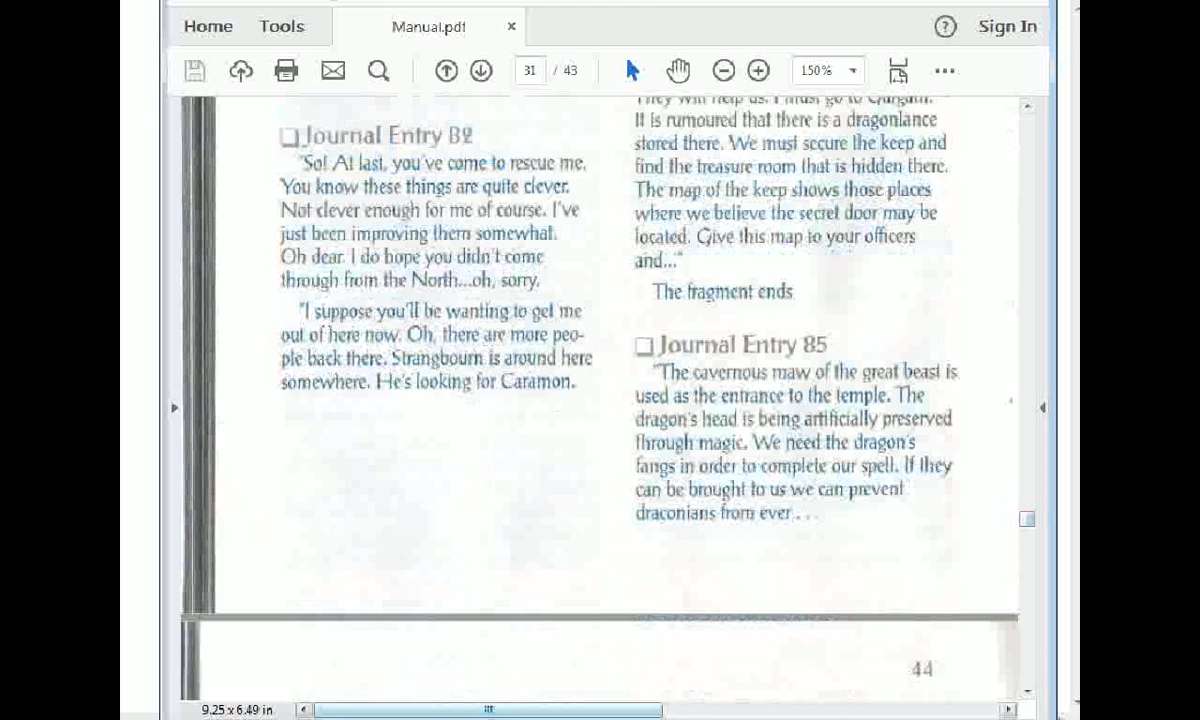 Home Tools Manual.pdf × ? Sign In
31 / 43 150%
❑ Journal Entry 82
"So! At last, you've come to rescue me.
You know these things are quite clever.
Not clever enough for me of course. I've
just been improving them somewhat.
Oh dear. I do hope you didn't come
through from the North...oh, sorry.
"I suppose you'll be wanting to get me
out of here now. Oh, there are more peo-
ple back there. Strangbourn is around here
somewhere. He's looking for Caramon.
They will help us. I must go to
It is rumoured that there is a dragonlance
stored there. We must secure the keep and
find the treasure room that is hidden there.
The map of the keep shows those places
where we believe the secret door may be
located. Give this map to your officers
and..."
The fragment ends
❑ Journal Entry 85
"The cavernous maw of the great beast is
used as the entrance to the temple. The
dragon's head is being artificially preserved
through magic. We need the dragon's
fangs in order to complete our spell. If they
can be brought to us we can prevent
draconians from ever . . .
44
9.25 x 6.49 in